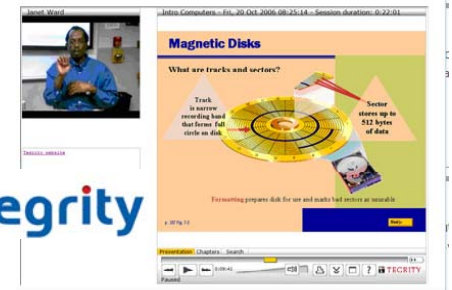 Janet Ward
Intro Computers - Fri, 20 Oct 2006 08:25:14 - Session duration: 0:22:01
Magnetic Disks
What are tracks and sectors?
Track
is narrow
recording band
that forms full
circle on disk
Sector
stores up to
512 bytes
of data
Formatting prepares disk for use and marks bad sectors as unusable
Tegrity website
egrity
Presentation Chapters Search
0:09:41
?
TEGRITY
Paused